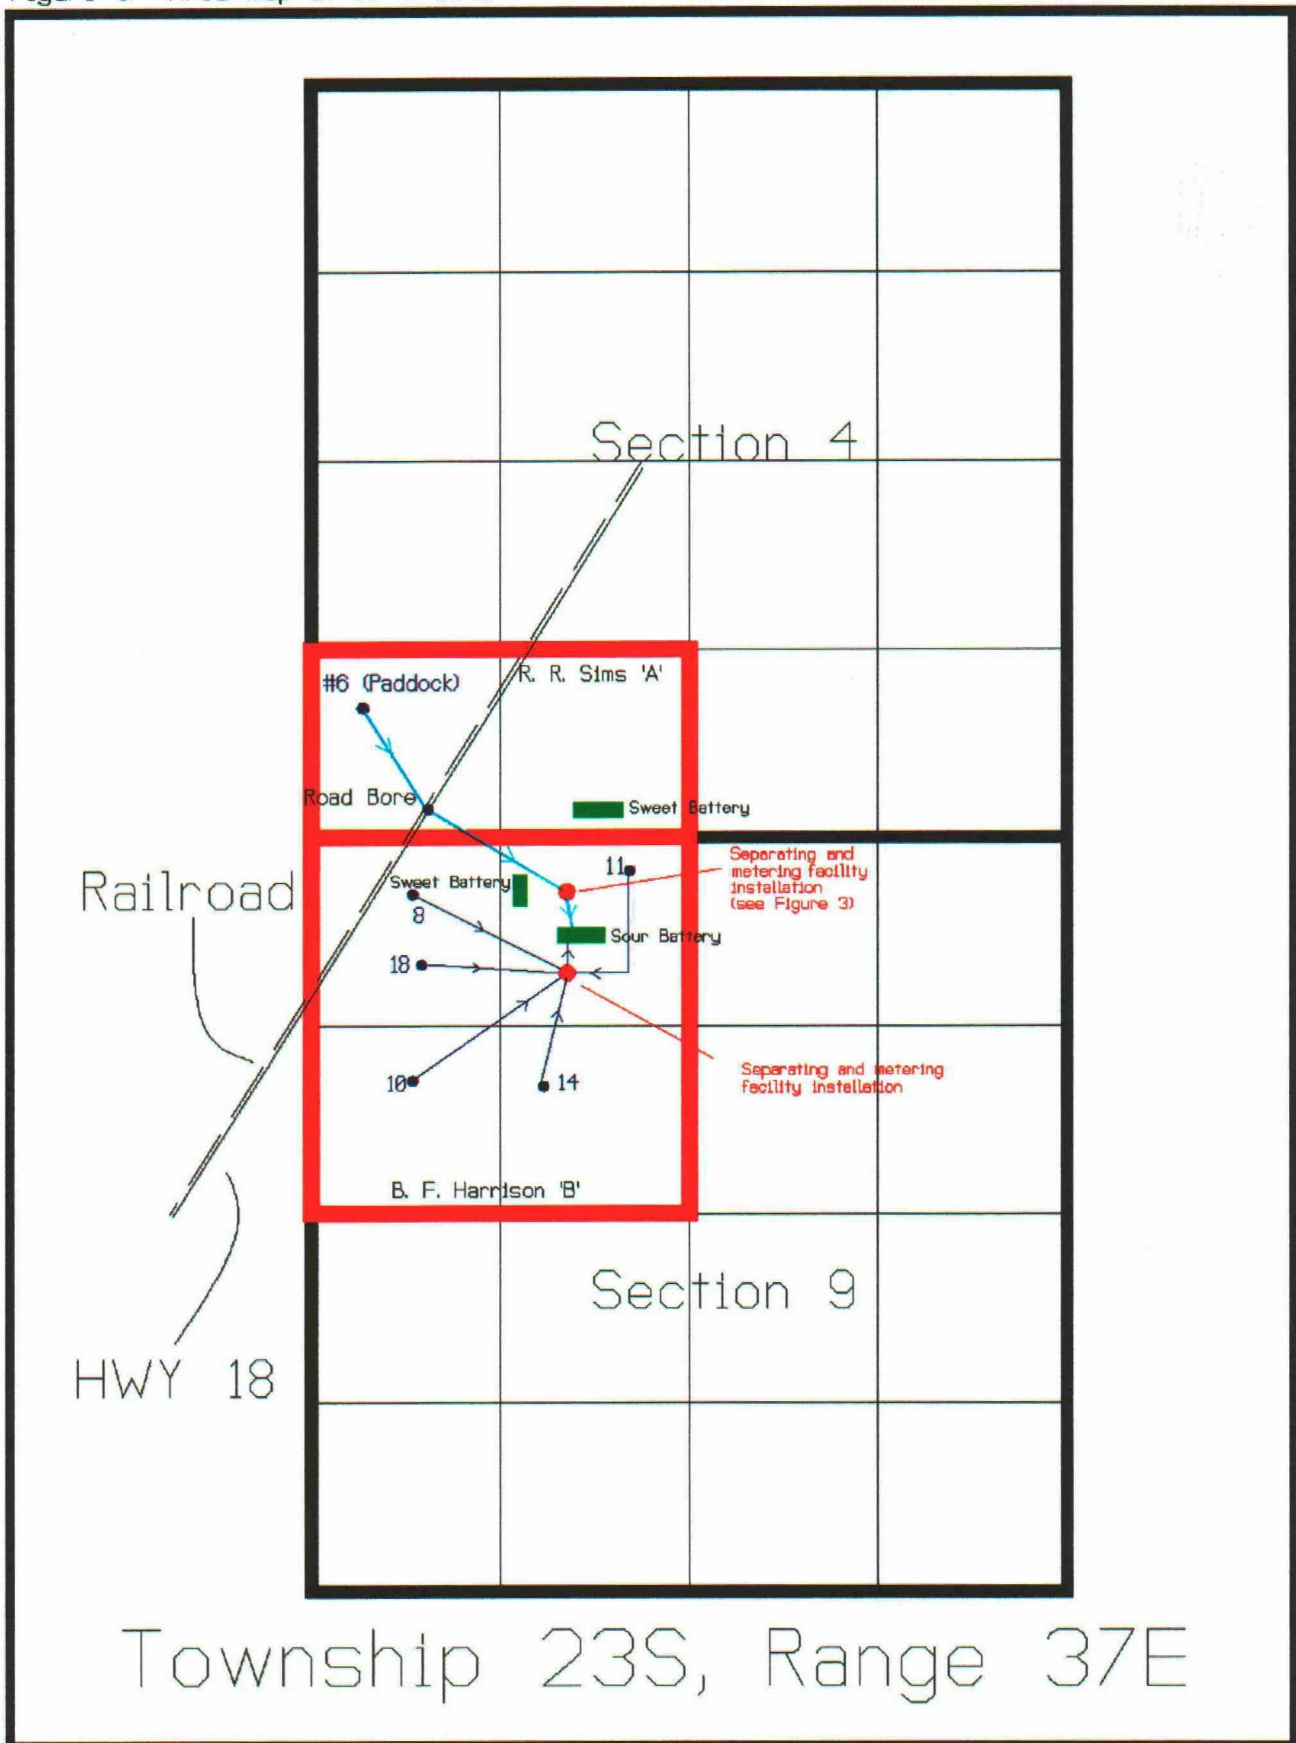 Section 4
#6 (Paddock)
R. R. Sims 'A'
Road Bore
Sweet Battery
Separating and
metering facility
installation
(see Figure 3)
11
Railroad
Sweet Battery
8
Sour Battery
18
10
14
Separating and metering
facility installation
B. F. Harrison 'B'
Section 9
HWY 18
Township 23S, Range 37E